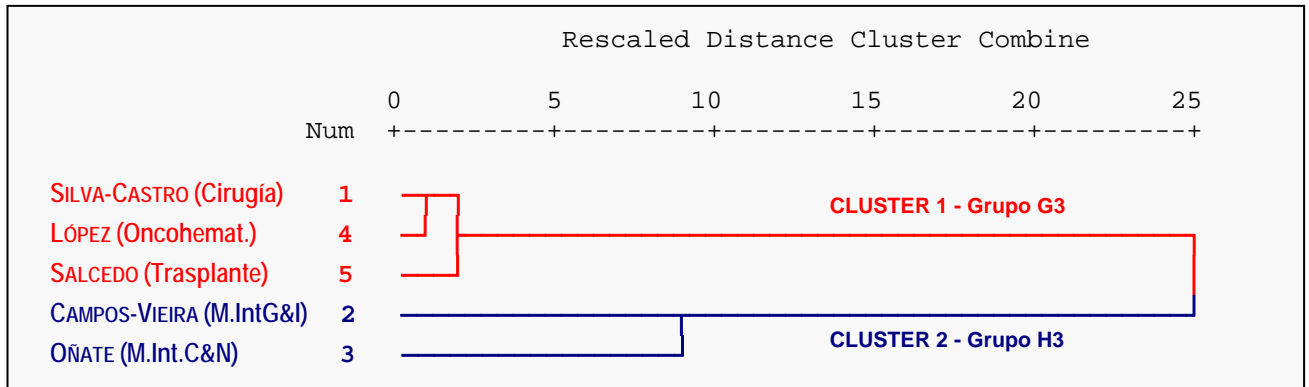 Rescaled Distance Cluster Combine
0 5 10 15 20 25
Num +---------+---------+---------+---------+---------+
SILVA-CASTRO (Cirugía) 1
CLUSTER 1 - Grupo G3
LÓPEZ (Oncohemat.) 4
SALCEDO (Trasplante) 5
CAMPOS-VIEIRA (M.IntG&I) 2
CLUSTER 2 - Grupo H3
OÑATE (M.Int.C&N) 3